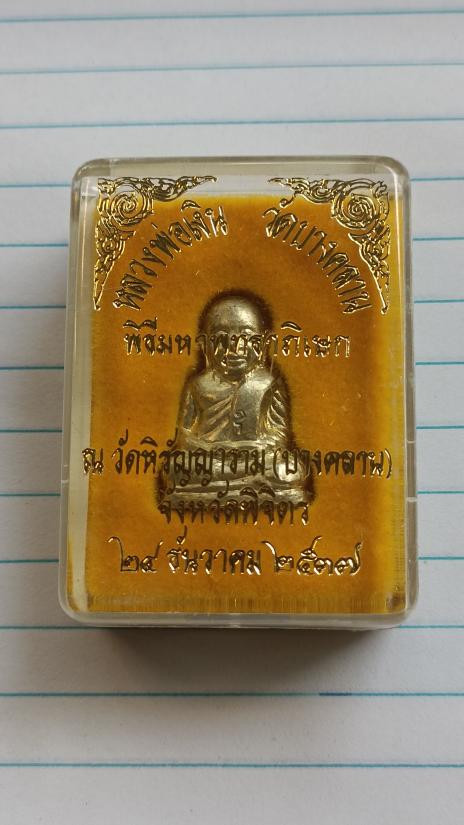 หลวงพ่อเงิน วัดบางคลาน
พิธีมหาพุทธาภิเษก
ณ วัดหิรัญญาราม (บางคลาน)
จังหวัดพิจิตร
๒๔ ธันวาคม ๒๕๓๗